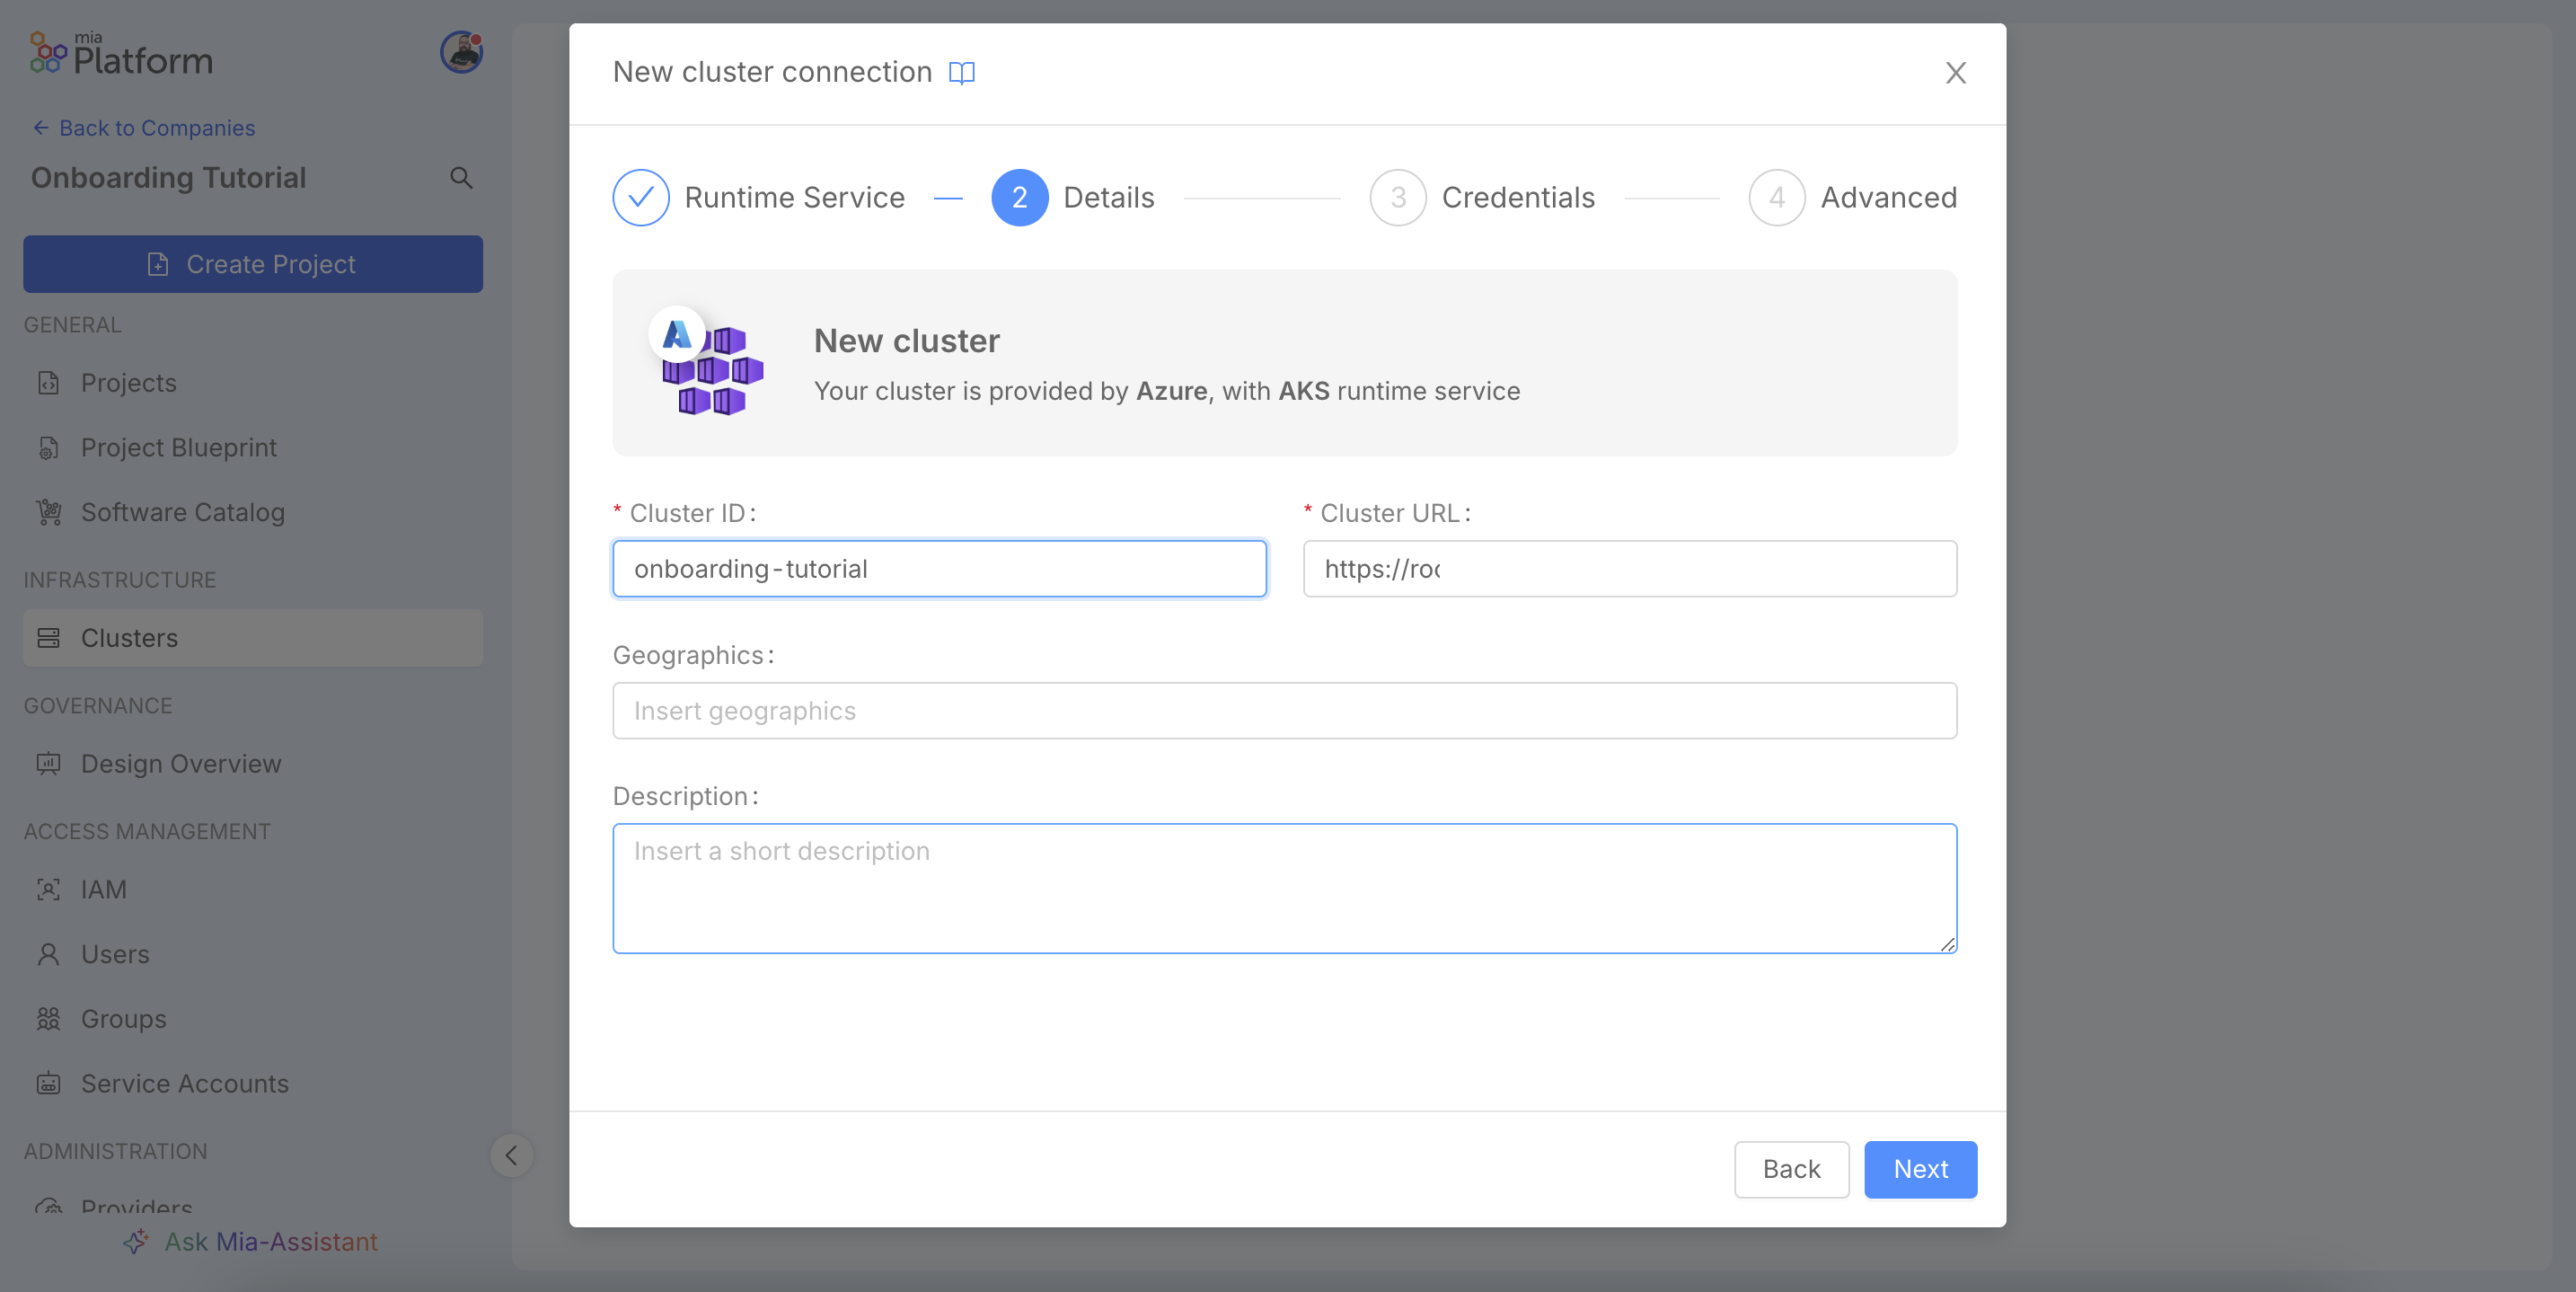 mia
Platform
Back to Companies
Onboarding Tutorial
Create Project
GENERAL
Projects
Project Blueprint
Software Catalog
INFRASTRUCTURE
Clusters
GOVERNANCE
Design Overview
ACCESS MANAGEMENT
IAM
Users
Groups
Service Accounts
ADMINISTRATION
Providers
Ask Mia-Assistant
New cluster connection
Runtime Service
2 Details
3 Credentials
4 Advanced
New cluster
Your cluster is provided by Azure, with AKS runtime service
* Cluster ID:
onboarding-tutorial
* Cluster URL:
https://roc
Geographics:
Insert geographics
Description:
Insert a short description
Back
Next